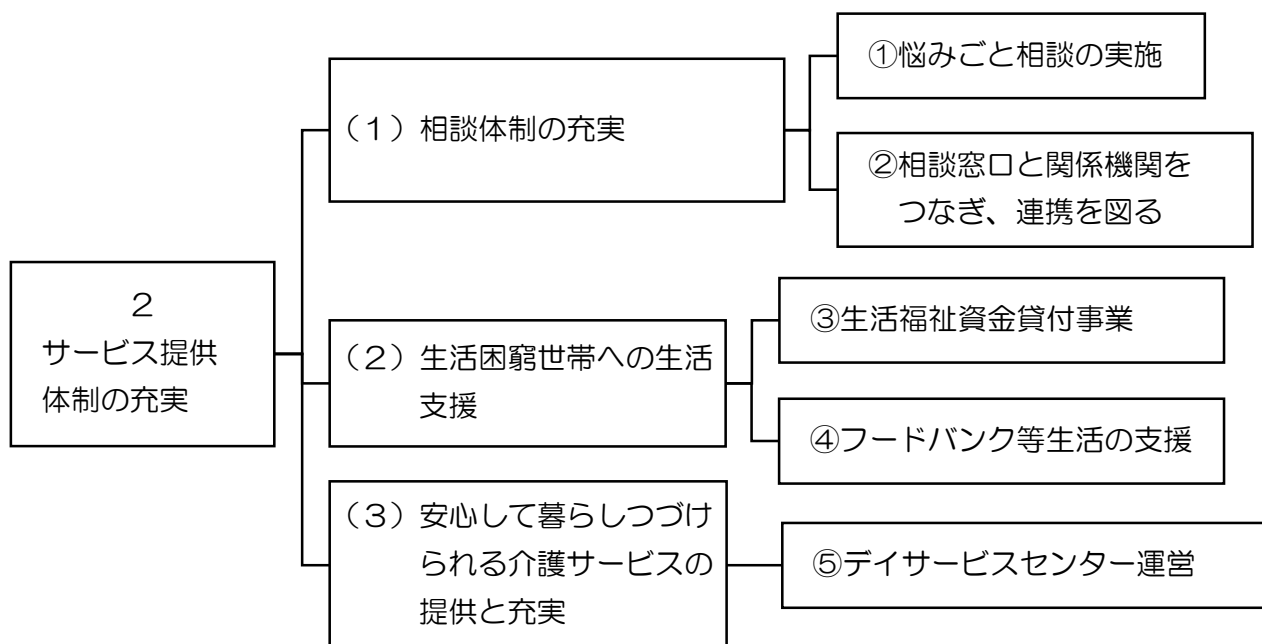 2
サービス提供
体制の充実
（1）相談体制の充実
①悩みごと相談の実施
②相談窓口と関係機関を
つなぎ、連携を図る
（2）生活困窮世帯への生活
支援
③生活福祉資金貸付事業
④フードバンク等生活の支援
（3）安心して暮らしつづけ
られる介護サービスの
提供と充実
⑤デイサービスセンター運営